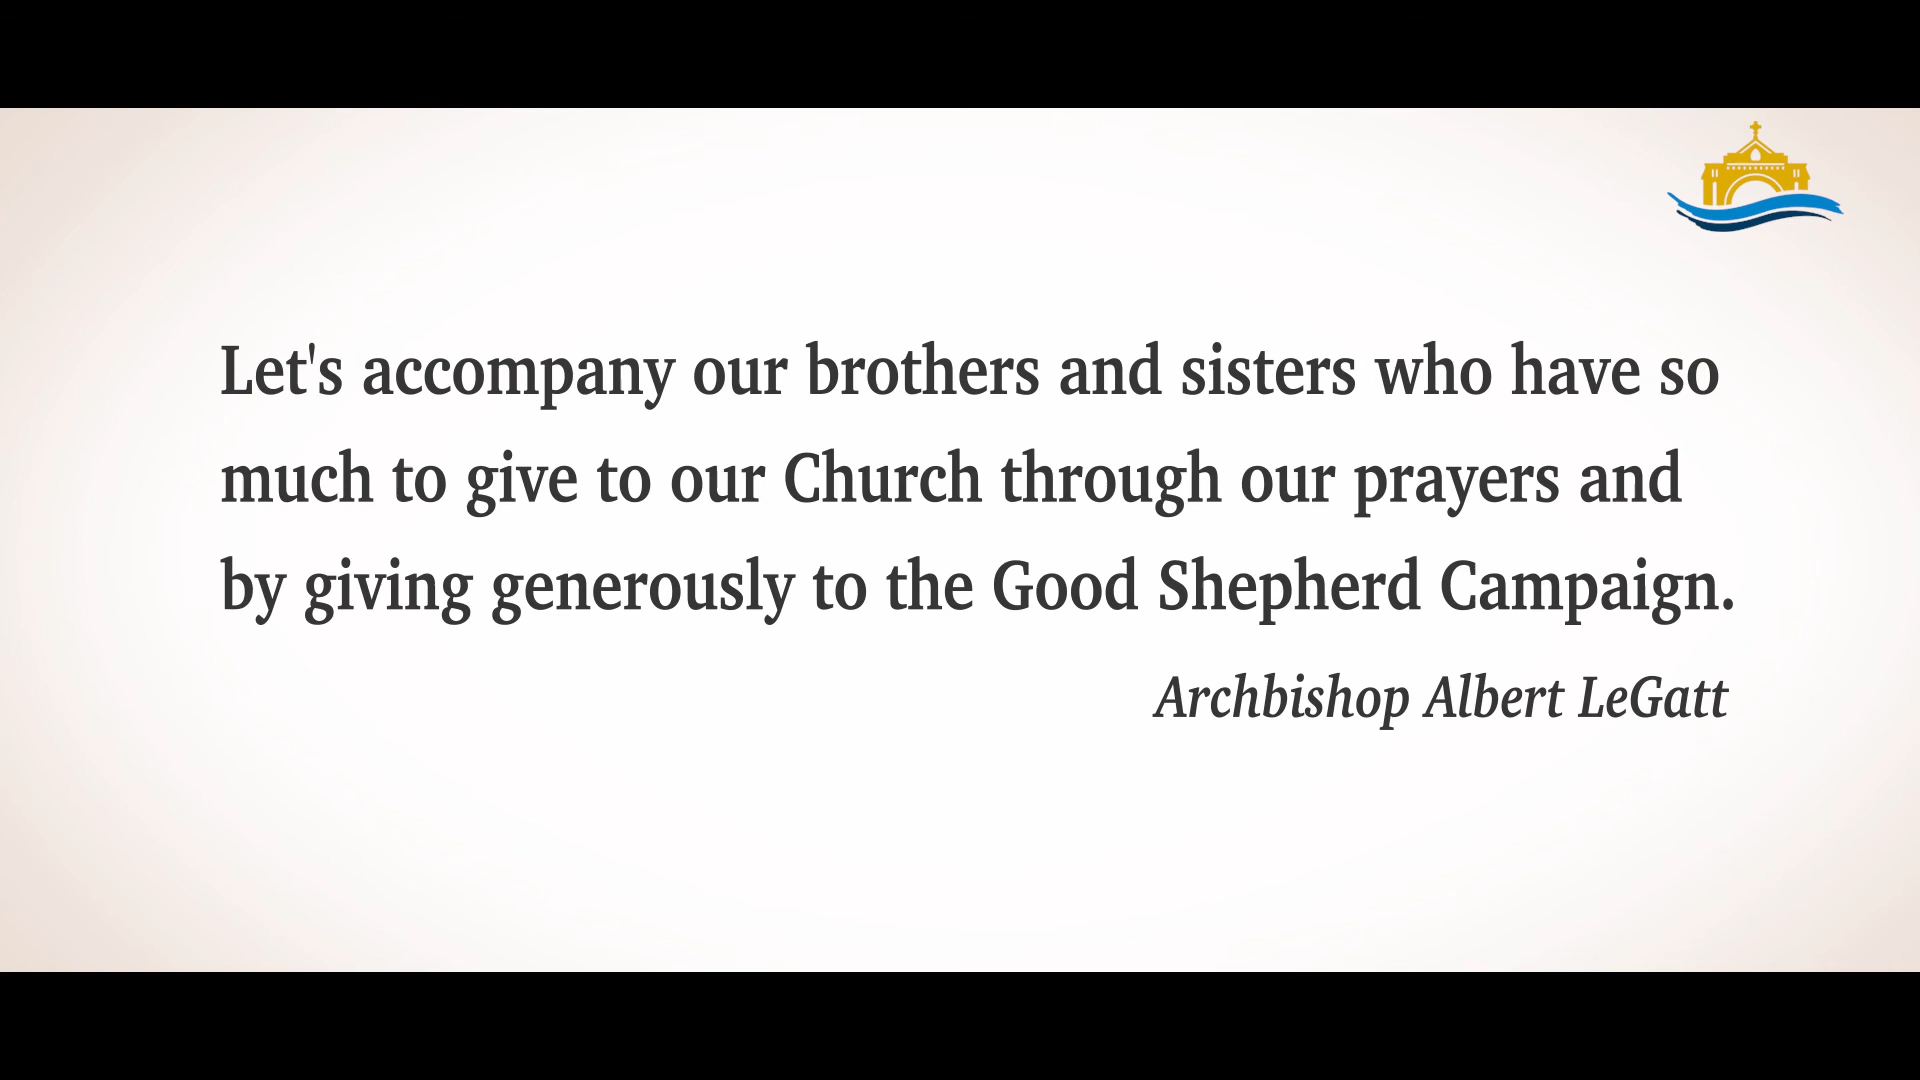 Let's accompany our brothers and sisters who have so
much to give to our Church through our prayers and
by giving generously to the Good Shepherd Campaign.
Archbishop Albert LeGatt